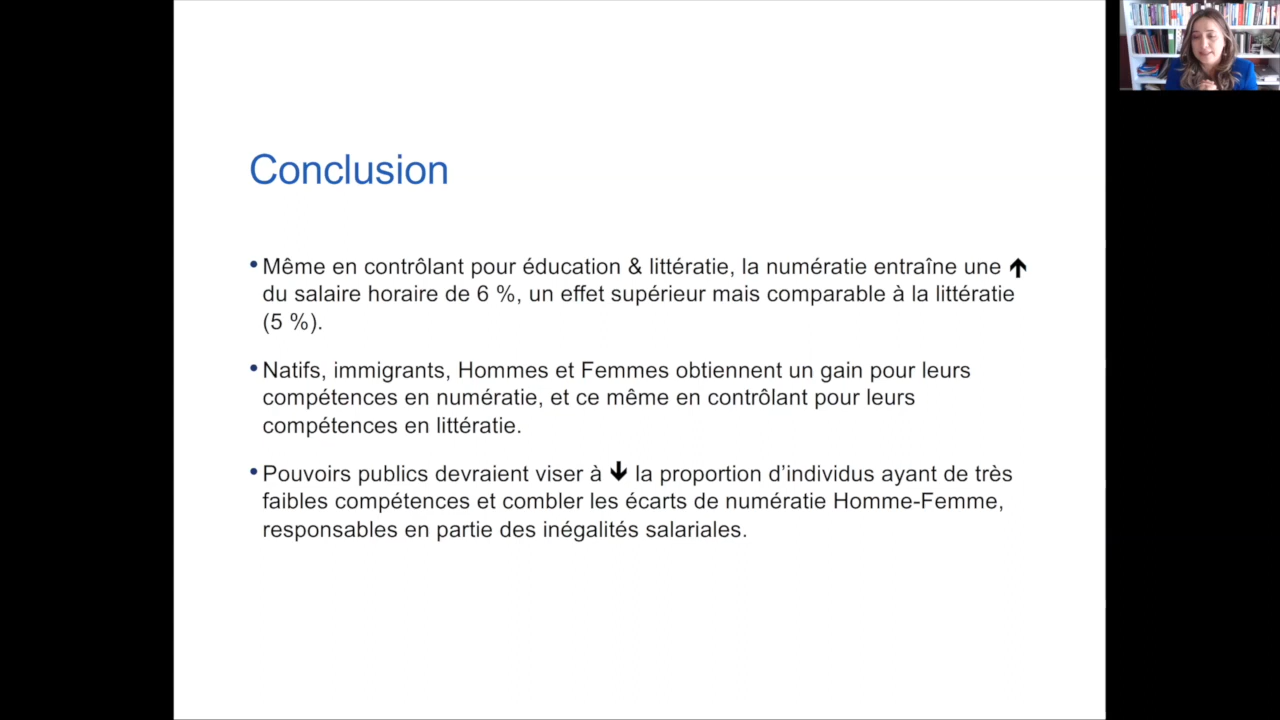 Conclusion
• Même en contrôlant pour éducation & littératie, la numératie entraîne une 🡹
du salaire horaire de 6 %, un effet supérieur mais comparable à la littératie
(5 %).
• Natifs, immigrants, Hommes et Femmes obtiennent un gain pour leurs
compétences en numératie, et ce même en contrôlant pour leurs
compétences en littératie.
• Pouvoirs publics devraient viser à 🡻 la proportion d’individus ayant de très
faibles compétences et combler les écarts de numératie Homme-Femme,
responsables en partie des inégalités salariales.